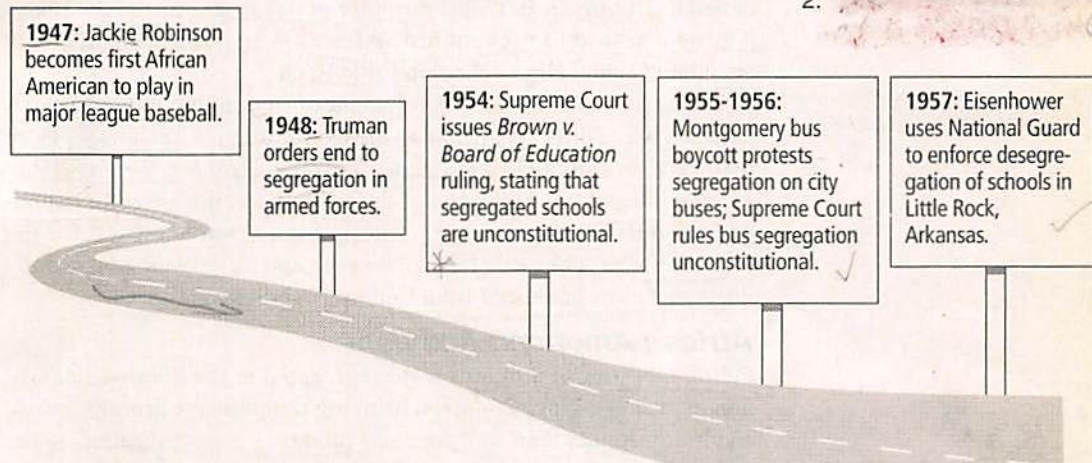 2.
1947: Jackie Robinson
becomes first African
American to play in
major league baseball.
1948: Truman
orders end to
segregation in
armed forces.
1954: Supreme Court
issues Brown v.
Board of Education
ruling, stating that
segregated schools
are unconstitutional.
1955-1956:
Montgomery bus
boycott protests
segregation on city
buses; Supreme Court
rules bus segregation
unconstitutional.
1957: Eisenhower
uses National Guard
to enforce desegre-
gation of schools in
Little Rock,
Arkansas.